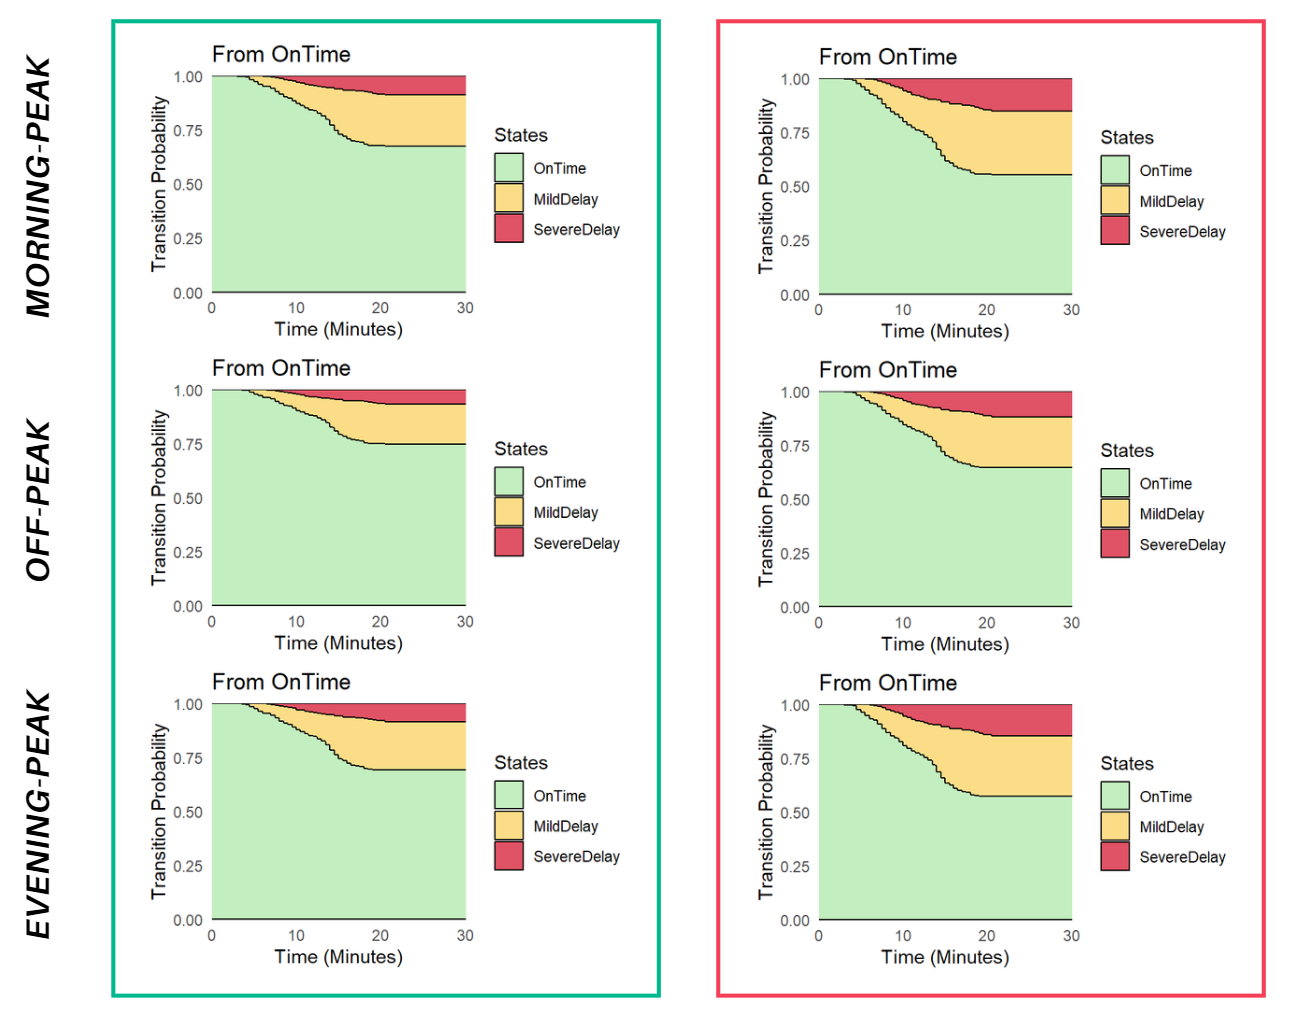 MORNING-PEAK
From OnTime
Transition Probability
1.00
0.75
0.50
0.25
0.00
0 10 20 30
Time (Minutes)
States
OnTime
MildDelay
SevereDelay
From OnTime
Transition Probability
1.00
0.75
0.50
0.25
0.00
0 10 20 30
Time (Minutes)
States
OnTime
MildDelay
SevereDelay
OFF-PEAK
From OnTime
Transition Probability
1.00
0.75
0.50
0.25
0.00
0 10 20 30
Time (Minutes)
States
OnTime
MildDelay
SevereDelay
From OnTime
Transition Probability
1.00
0.75
0.50
0.25
0.00
0 10 20 30
Time (Minutes)
States
OnTime
MildDelay
SevereDelay
EVENING-PEAK
From OnTime
Transition Probability
1.00
0.75
0.50
0.25
0.00
0 10 20 30
Time (Minutes)
States
OnTime
MildDelay
SevereDelay
From OnTime
Transition Probability
1.00
0.75
0.50
0.25
0.00
0 10 20 30
Time (Minutes)
States
OnTime
MildDelay
SevereDelay